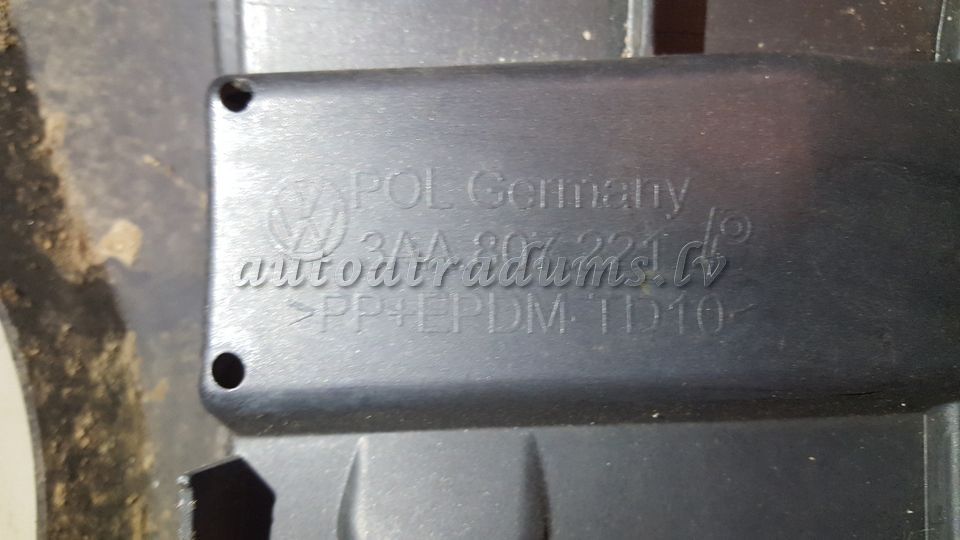 POL Germany
3AA 807 221
autoatradums.lv
>PP+EPDM-TD10<